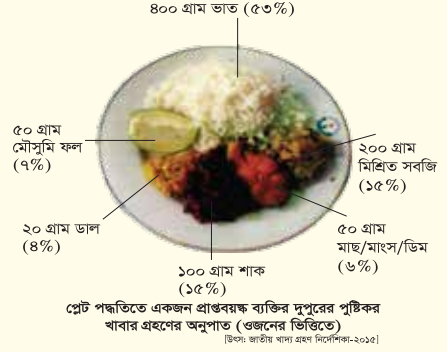 ৪০০ গ্রাম ভাত (৫৩%)
৫০ গ্রাম
মৌসুমি ফল
(৭%)
২০০ গ্রাম
মিশ্রিত সবজি
(১৫%)
২০ গ্রাম ডাল
(৪%)
৫০ গ্রাম
মাছ/মাংস/ডিম
(৬%)
১০০ গ্রাম শাক
(১৫%)
প্লেট পদ্ধতিতে একজন প্রাপ্তবয়স্ক ব্যক্তির দুপুরের পুষ্টিকর
খাবার গ্রহণের অনুপাত (ওজনের ভিত্তিতে)
[উৎস: জাতীয় খাদ্য গ্রহণ নির্দেশিকা-২০১৫]